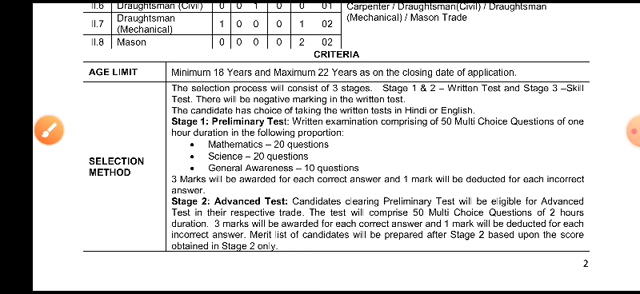 II.6 Draughtsman (Civil) 0 0 1 0 0 01 Carpenter / Draughtsman(Civil) / Draughtsman
II.7 Draughtsman (Mechanical) 1 0 0 0 1 02 (Mechanical) / Mason Trade
II.8 Mason 0 0 0 0 2 02
CRITERIA
AGE LIMIT Minimum 18 Years and Maximum 22 Years as on the closing date of application.
SELECTION METHOD
The selection process will consist of 3 stages. Stage 1 & 2 – Written Test and Stage 3 –Skill
Test. There will be negative marking in the written test.
The candidate has choice of taking the written tests in Hindi or English.
Stage 1: Preliminary Test: Written examination comprising of 50 Multi Choice Questions of one
hour duration in the following proportion:
• Mathematics – 20 questions
• Science – 20 questions
• General Awareness – 10 questions
3 Marks will be awarded for each correct answer and 1 mark will be deducted for each incorrect
answer.
Stage 2: Advanced Test: Candidates clearing Preliminary Test will be eligible for Advanced
Test in their respective trade. The test will comprise 50 Multi Choice Questions of 2 hours
duration. 3 marks will be awarded for each correct answer and 1 mark will be deducted for each
incorrect answer. Merit list of candidates will be prepared after Stage 2 based upon the score
obtained in Stage 2 only.
2